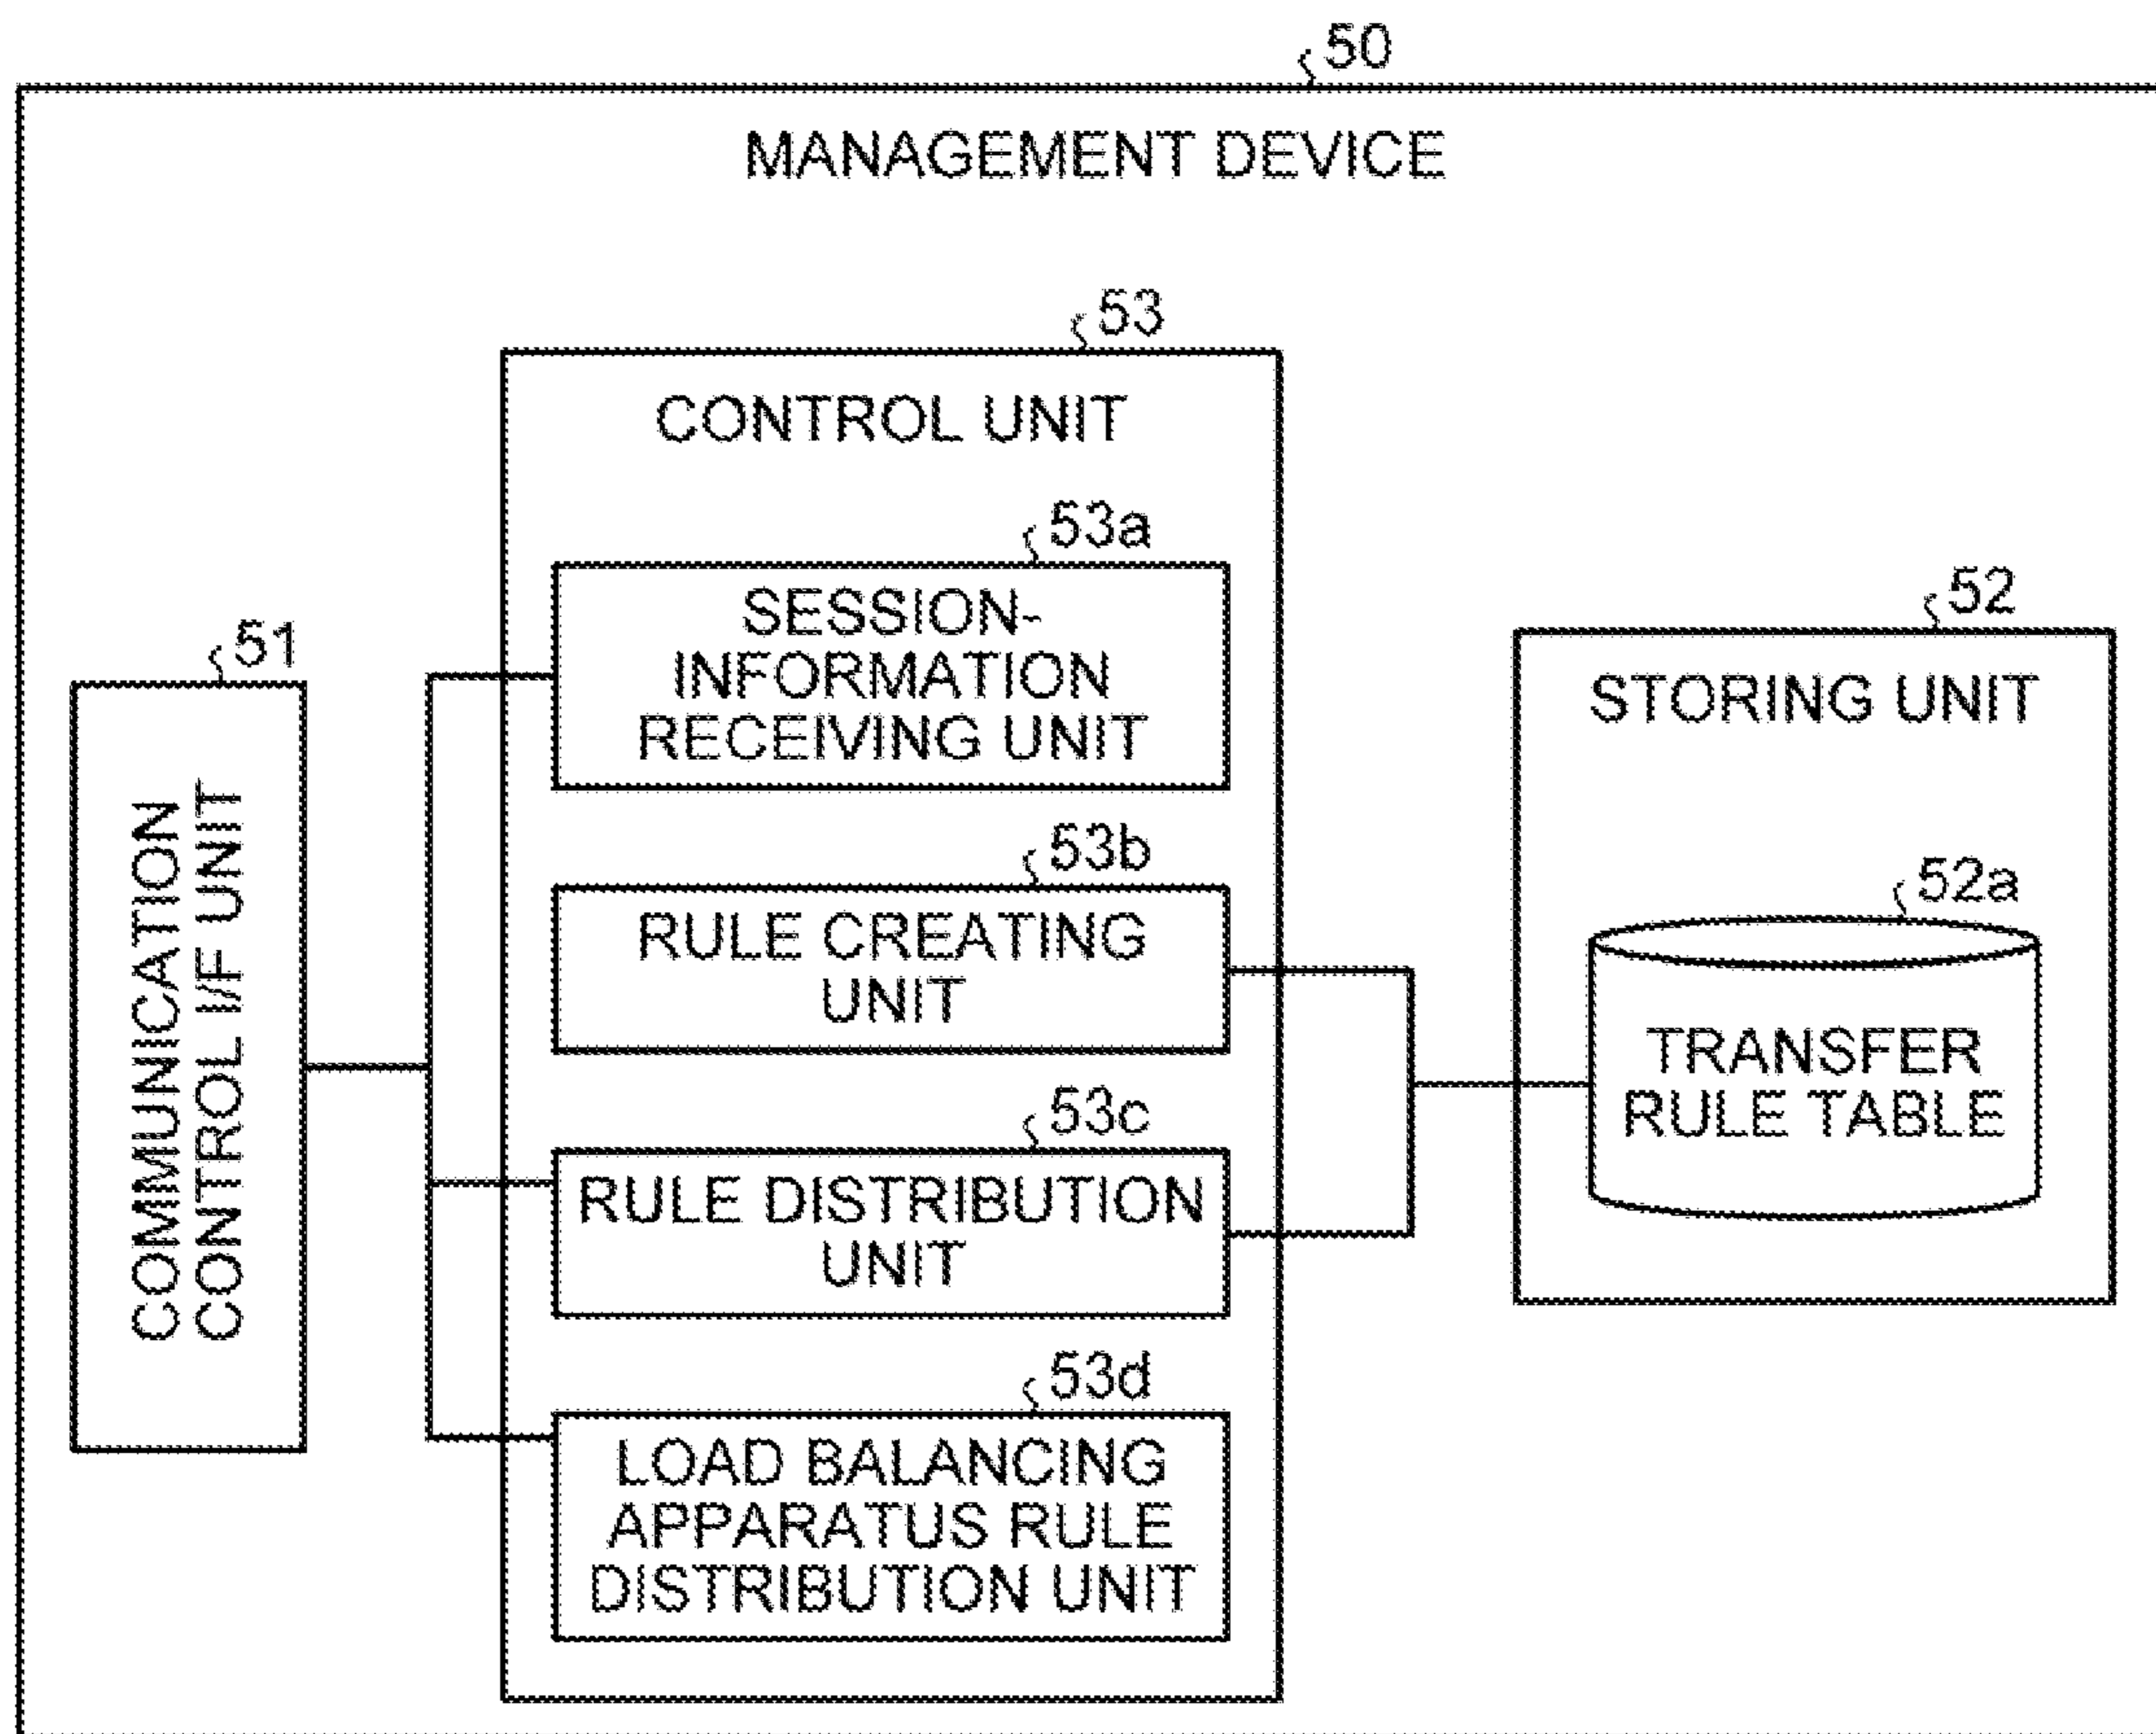 50
MANAGEMENT DEVICE
53
CONTROL UNIT
53a
SESSION-
INFORMATION
RECEIVING UNIT
51
COMMUNICATION
CONTROL I/F UNIT
53b
RULE CREATING
UNIT
53c
RULE DISTRIBUTION
UNIT
53d
LOAD BALANCING
APPARATUS RULE
DISTRIBUTION UNIT
52
STORING UNIT
52a
TRANSFER
RULE TABLE